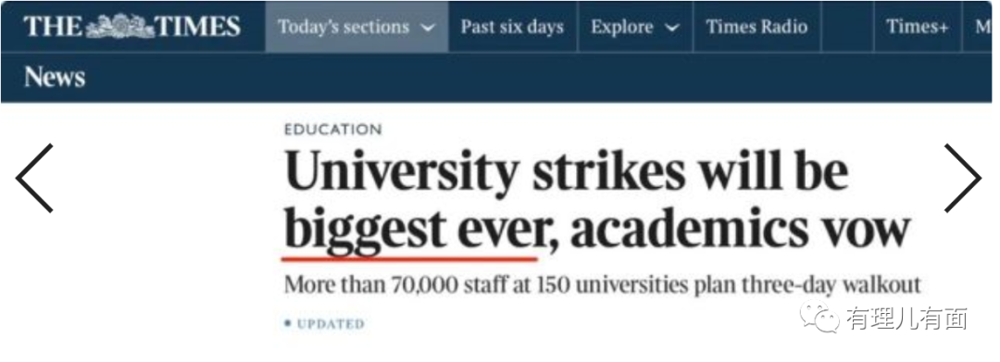 THE TIMES Today's sections Past six days Explore Times Radio Times+ M
News
EDUCATION
University strikes will be
biggest ever, academics vow
More than 70,000 staff at 150 universities plan three-day walkout
• UPDATED
有理儿有面